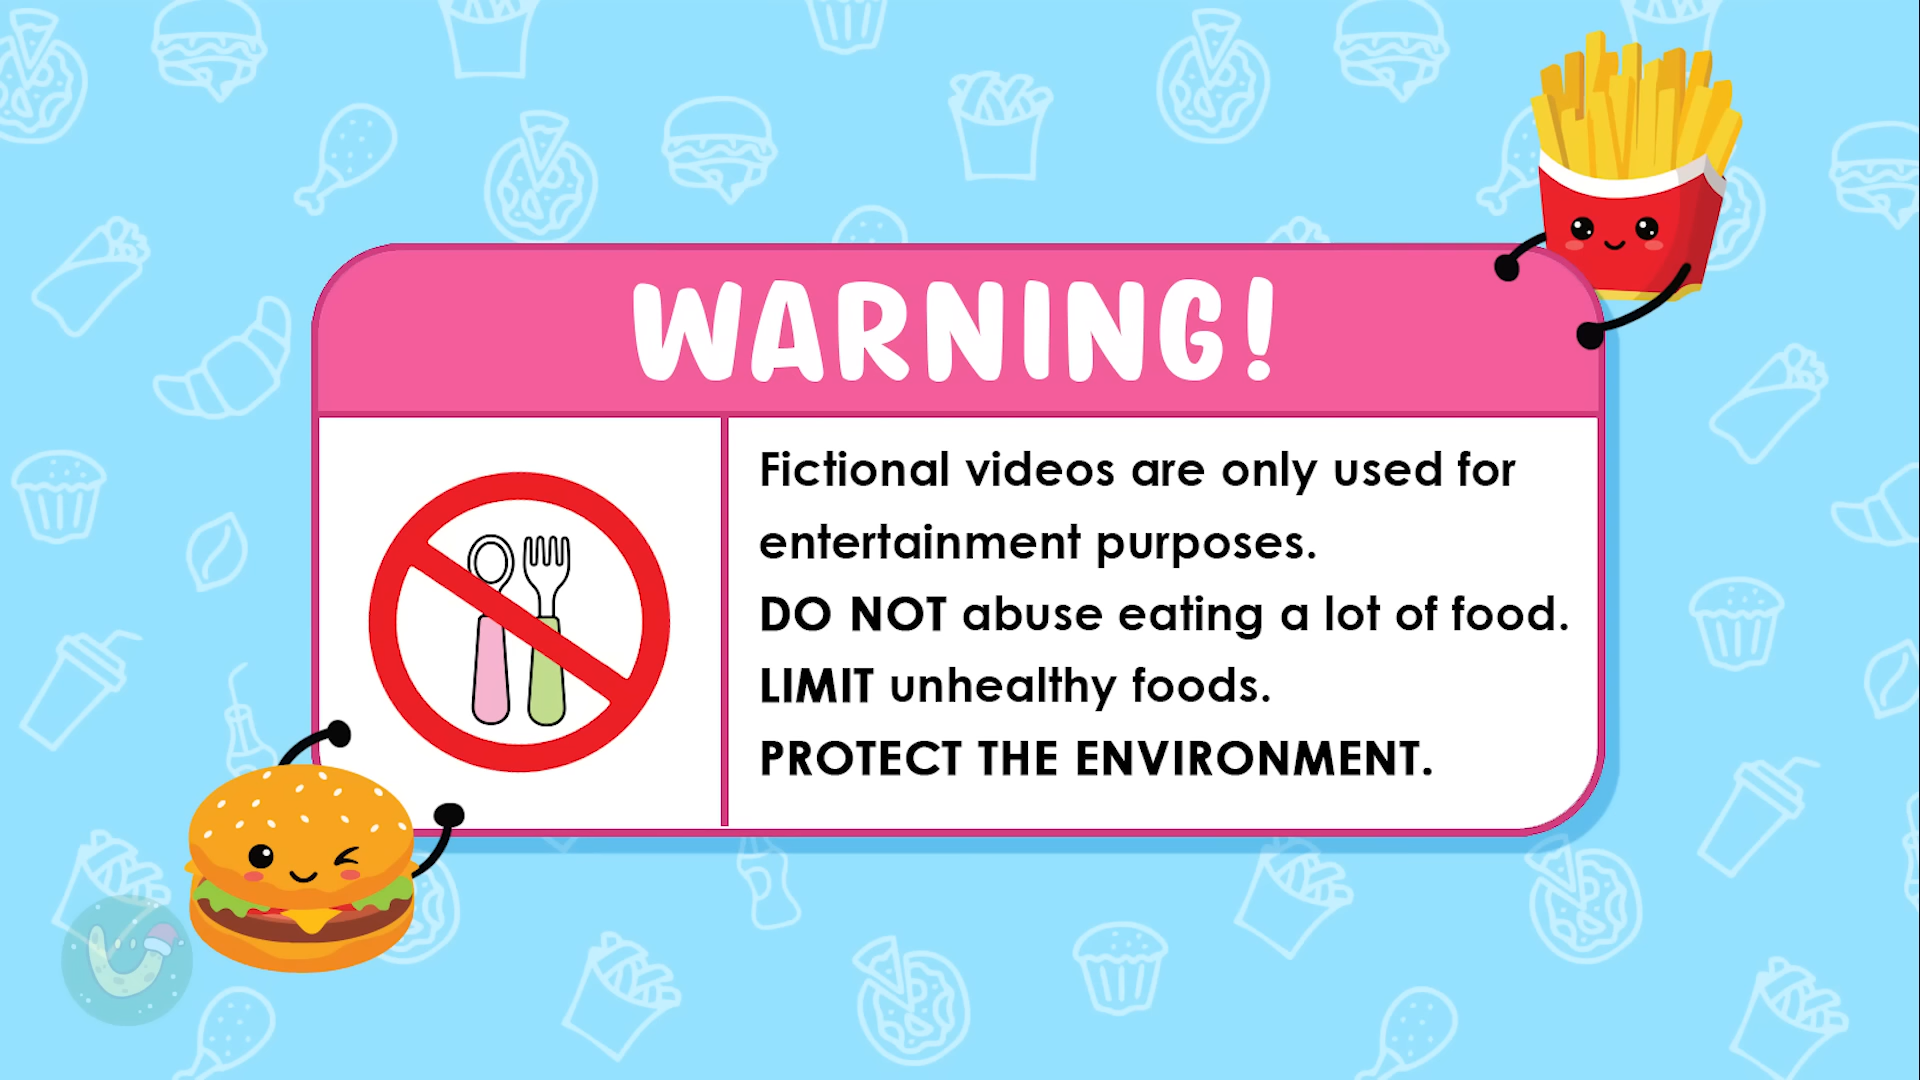 WARNING!
Fictional videos are only used for
entertainment purposes.
DO NOT abuse eating a lot of food.
LIMIT unhealthy foods.
PROTECT THE ENVIRONMENT.